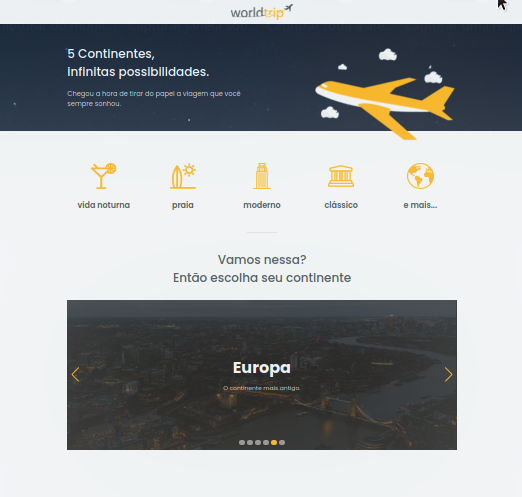 worldtrip
5 Continentes,
infinitas possibilidades.
Chegou a hora de tirar do papel a viagem que você
sempre sonhou.
vida noturna
praia
moderno
clássico
e mais...
Vamos nessa?
Então escolha seu continente
Europa
O continente mais antigo.